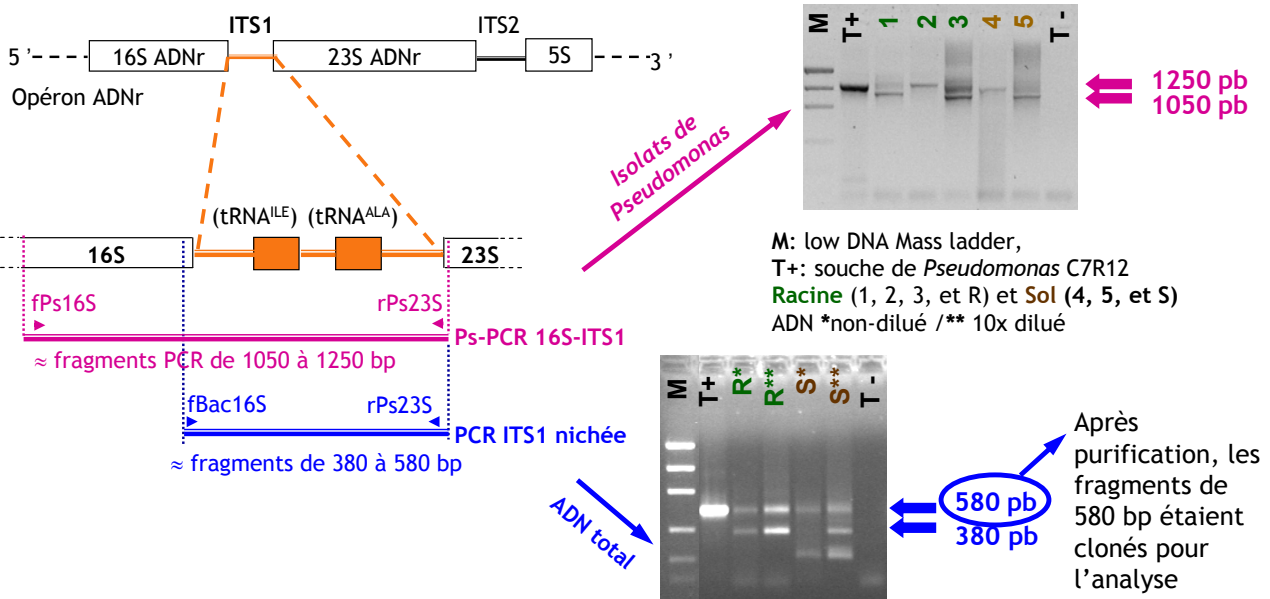 ITS1
ITS2
5 '
16S ADNr
23S ADNr
5S
3 '
Opéron ADNr
(tRNAILE) (tRNAALA)
16S
23S
fPs16S
rPs23S
Ps-PCR 16S-ITS1
≈ fragments PCR de 1050 à 1250 bp
fBac16S
rPs23S
PCR ITS1 nichée
≈ fragments de 380 à 580 bp
Isolats de
Pseudomonas
M T+ 1 2 3 4 5 T -
1250 pb
1050 pb
M: low DNA Mass ladder,
T+: souche de Pseudomonas C7R12
Racine (1, 2, 3, et R) et Sol (4, 5, et S)
ADN *non-dilué /** 10x dilué
ADN total
M T+ R* R** S* S** T -
580 pb
380 pb
Après
purification, les
fragments de
580 bp étaient
clonés pour
l'analyse